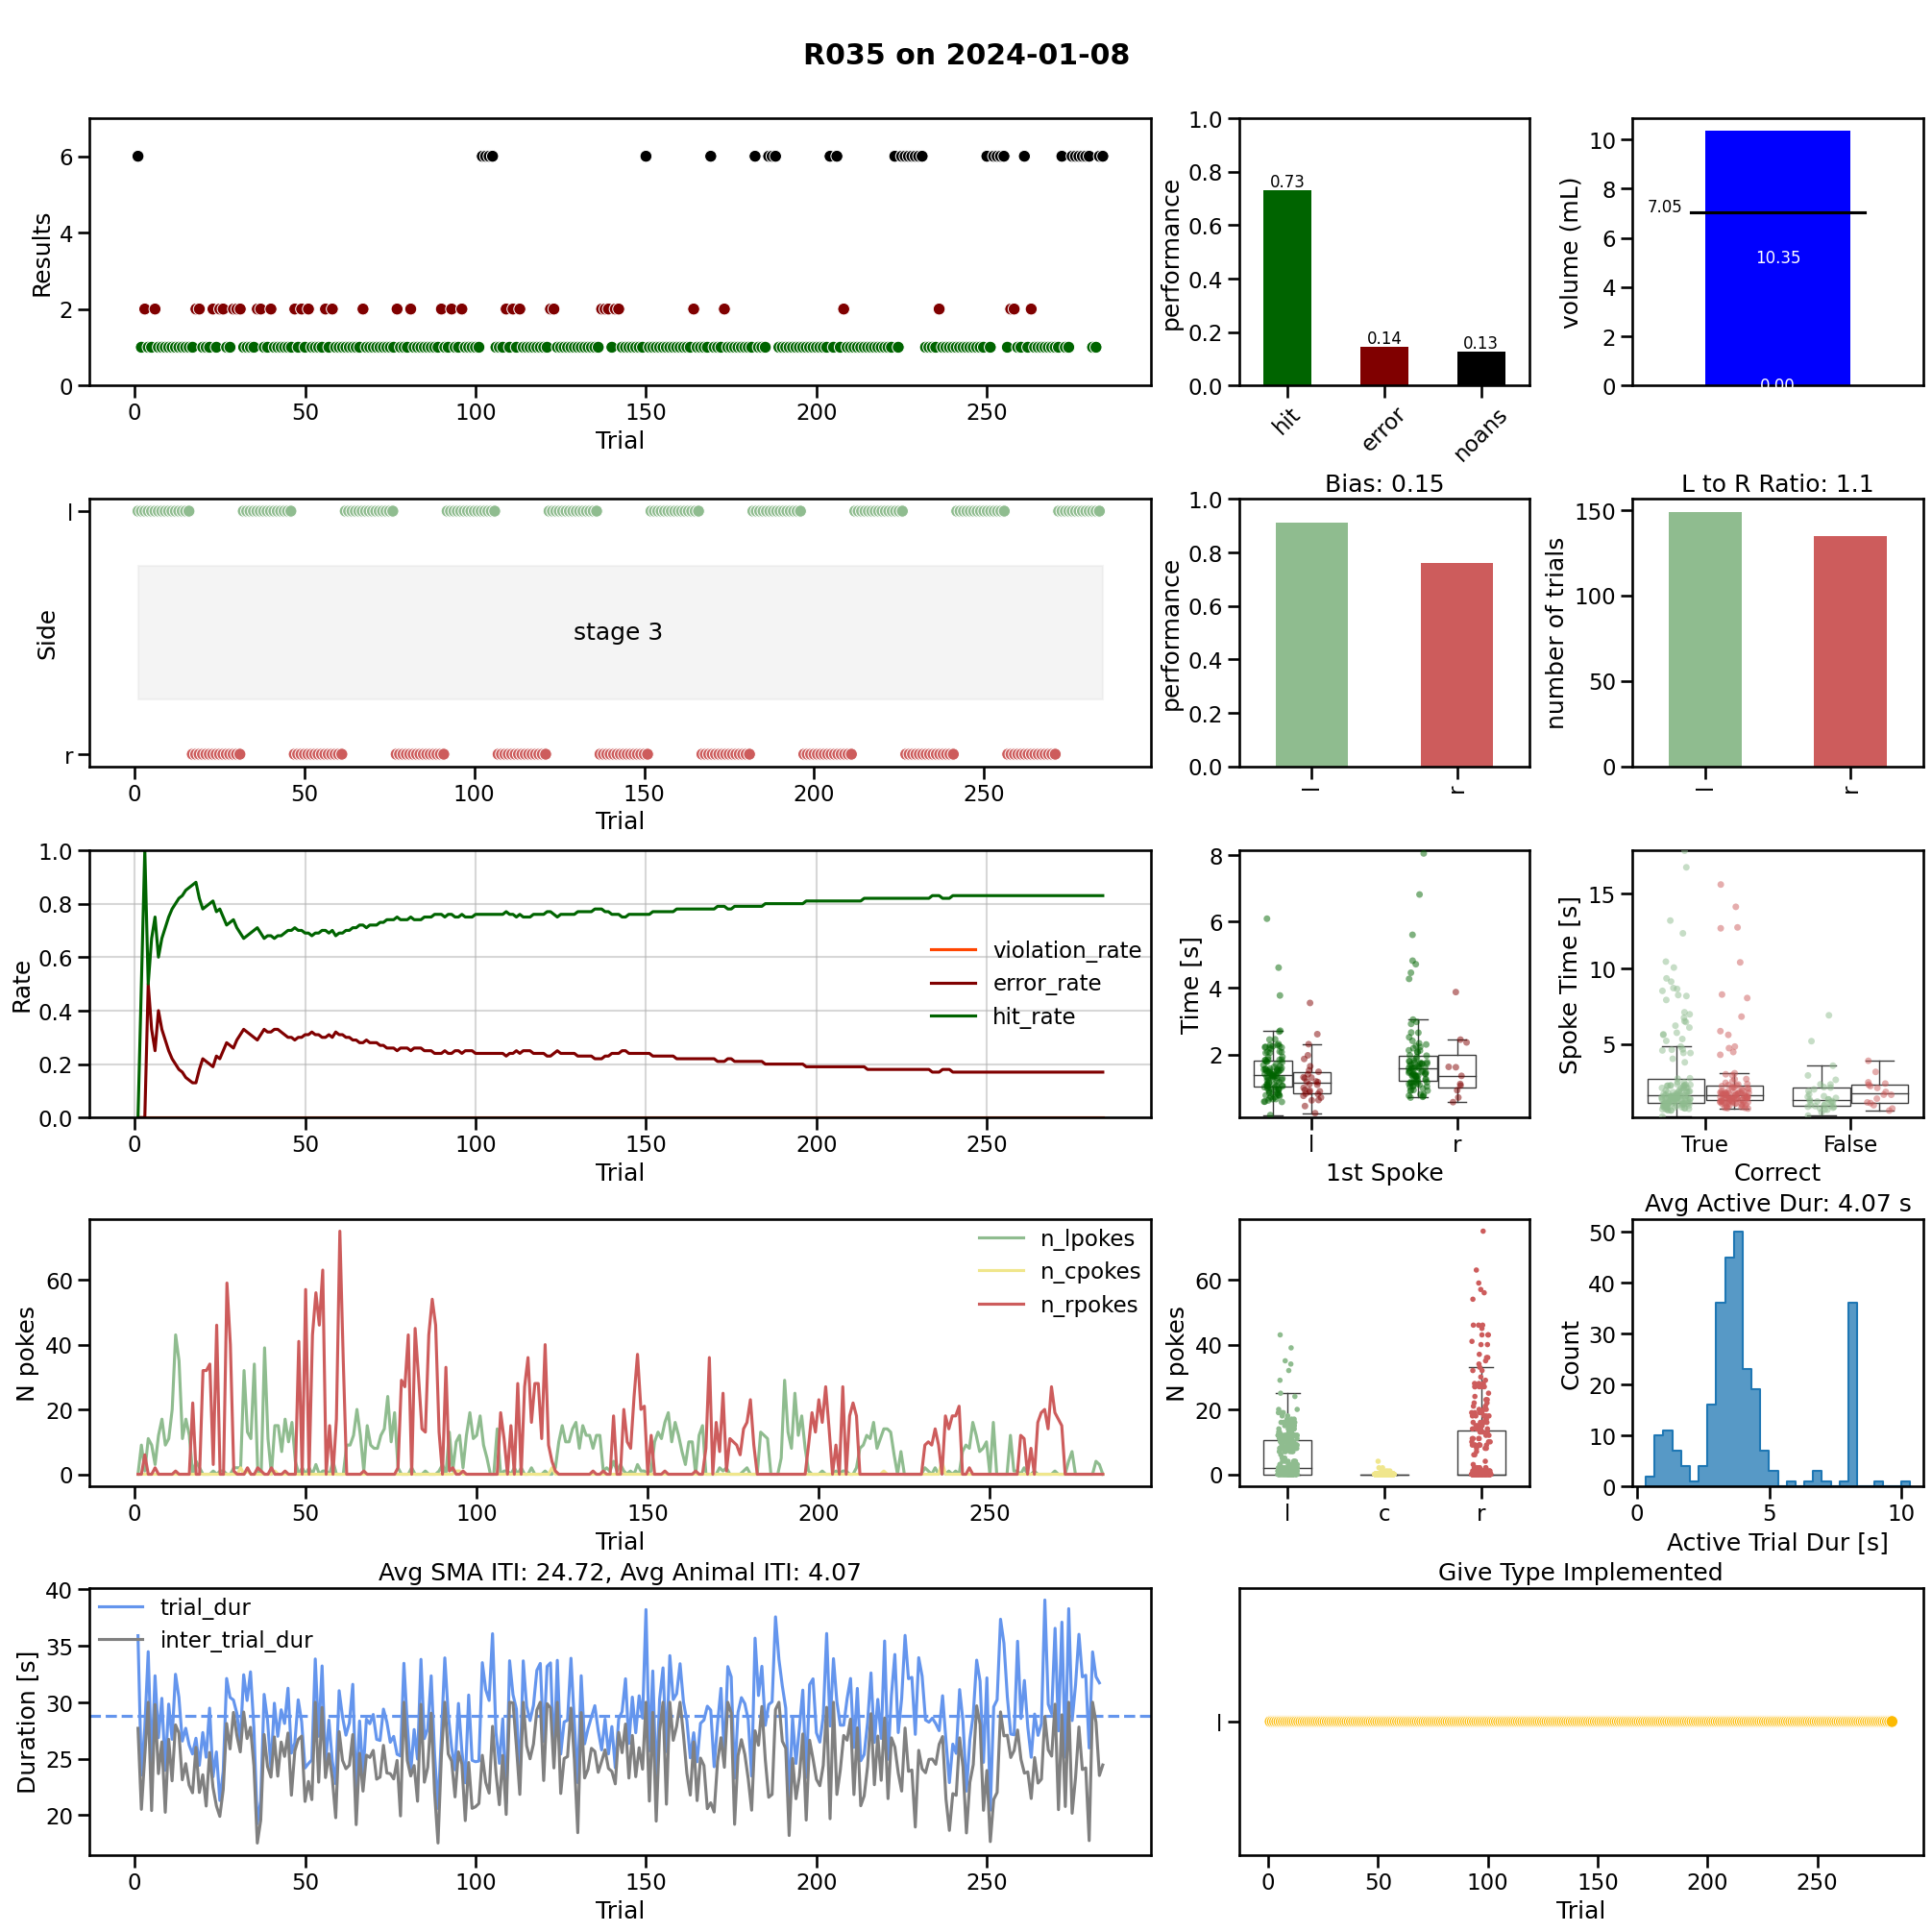 R035 on 2024-01-08
Results
6
4
2
0
0 50 100 150 200 250
Trial
performance
1.0
0.8
0.6
0.4
0.2
0.0
0.73
0.14
0.13
hit error noans
volume (mL)
10
8
6
4
2
0
7.05
10.35
0.00
Side
l
r
stage 3
0 50 100 150 200 250
Trial
Bias: 0.15
performance
1.0
0.8
0.6
0.4
0.2
0.0
l r
L to R Ratio: 1.1
number of trials
150
100
50
0
l r
Rate
1.0
0.8
0.6
0.4
0.2
0.0
violation_rate
error_rate
hit_rate
0 50 100 150 200 250
Trial
Time [s]
8
6
4
2
l r
1st Spoke
Spoke Time [s]
15
10
5
True False
Correct
N pokes
60
40
20
0
n_lpokes
n_cpokes
n_rpokes
0 50 100 150 200 250
Trial
N pokes
60
40
20
0
l c r
Avg Active Dur: 4.07 s
Count
50
40
30
20
10
0
0 5 10
Active Trial Dur [s]
Avg SMA ITI: 24.72, Avg Animal ITI: 4.07
Duration [s]
40
35
30
25
20
trial_dur
inter_trial_dur
0 50 100 150 200 250
Trial
Give Type Implemented
l
0 50 100 150 200 250
Trial